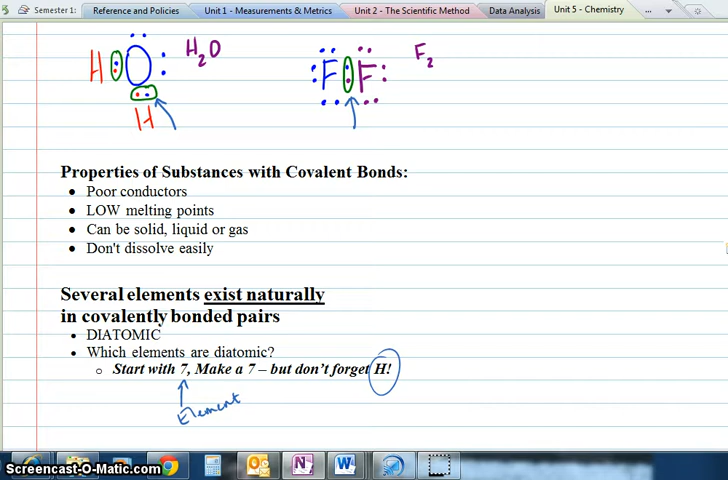 Semester 1: Reference and Policies Unit 1 - Measurements & Metrics Unit 2 - The Scientific Method Data Analysis Unit 5 - Chemistry ...
H O H2O
H
F F F2
Properties of Substances with Covalent Bonds:
• Poor conductors
• LOW melting points
• Can be solid, liquid or gas
• Don't dissolve easily
Several elements exist naturally
in covalently bonded pairs
• DIATOMIC
• Which elements are diatomic?
o Start with 7, Make a 7 – but don't forget H!
Element
Screencast-O-Matic.com